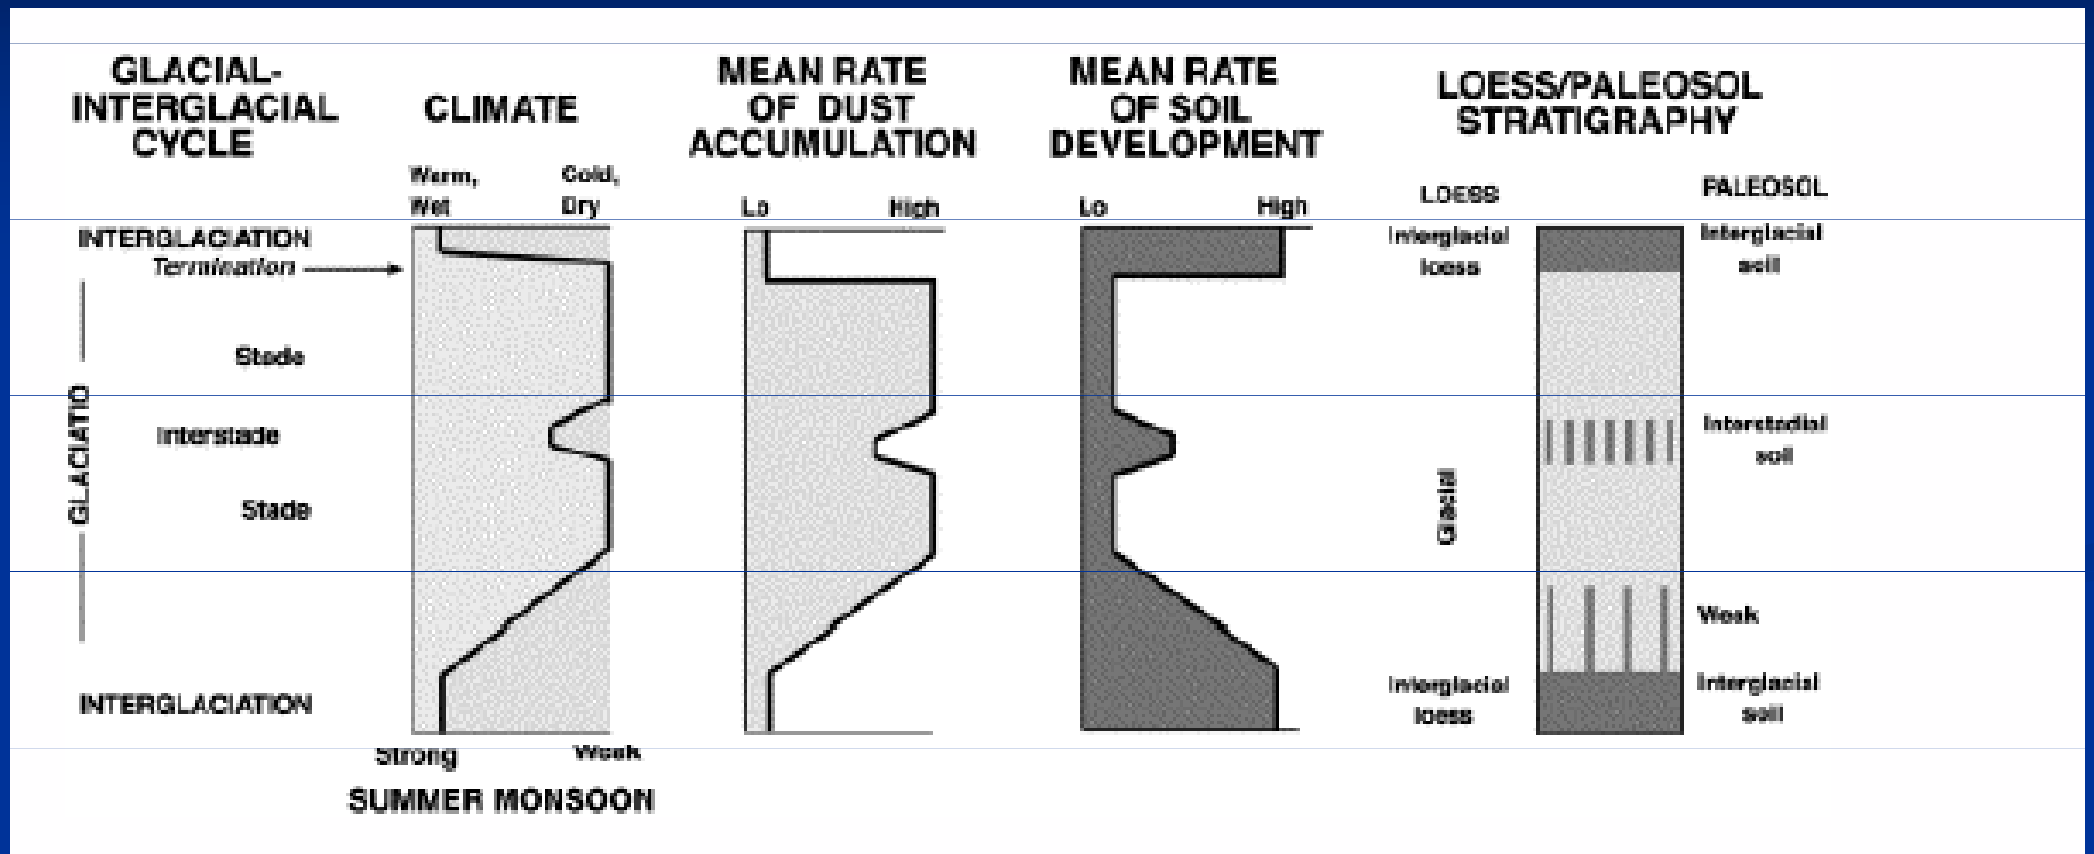 GLACIAL-
INTERGLACIAL
CYCLE
CLIMATE
MEAN RATE
OF DUST
ACCUMULATION
MEAN RATE
OF SOIL
DEVELOPMENT
LOESS/PALEOSOL
STRATIGRAPHY
Warm,
Wet
Cold,
Dry
Lo
High
Lo
High
LOESS
PALEOSOL
INTERGLACIATION
Termination
Stade
Interstade
Stade
GLACIATIO
INTERGLACIATION
Strong
Weak
SUMMER MONSOON
Interglacial
loess
Glacial
Interglacial
loess
Interglacial
soil
Interstadial
soil
Weak
Interglacial
soil